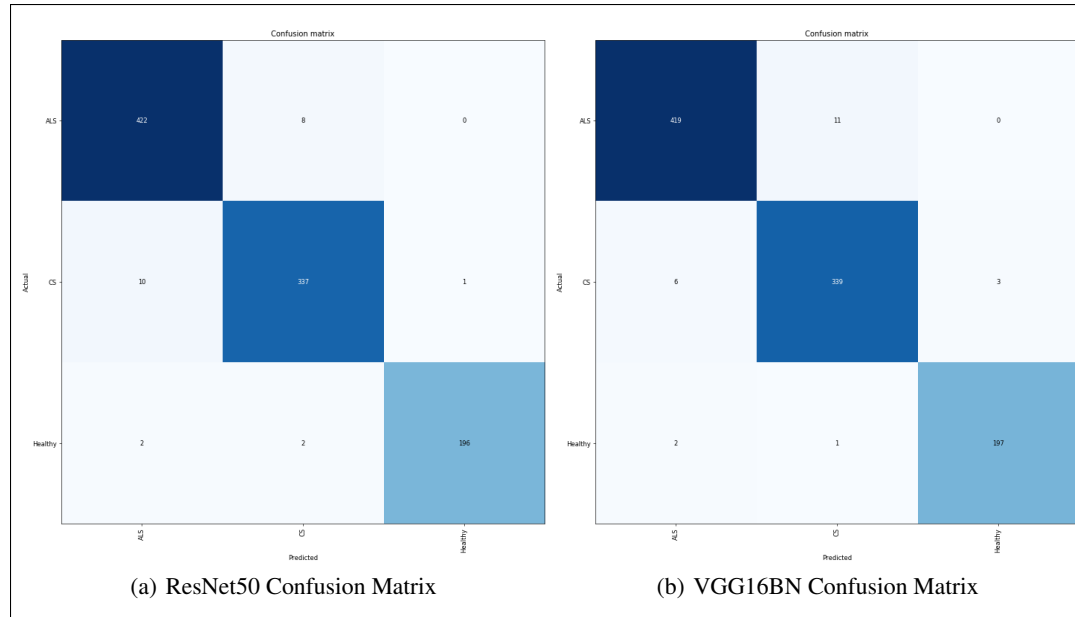 Confusion matrix
ALS
422
8
0
CS
10
337
1
Healthy
2
2
196
Actual
ALS
CS
Healthy
Predicted
(a) ResNet50 Confusion Matrix
Confusion matrix
ALS
419
11
0
CS
6
339
3
Healthy
2
1
197
Actual
ALS
CS
Healthy
Predicted
(b) VGG16BN Confusion Matrix